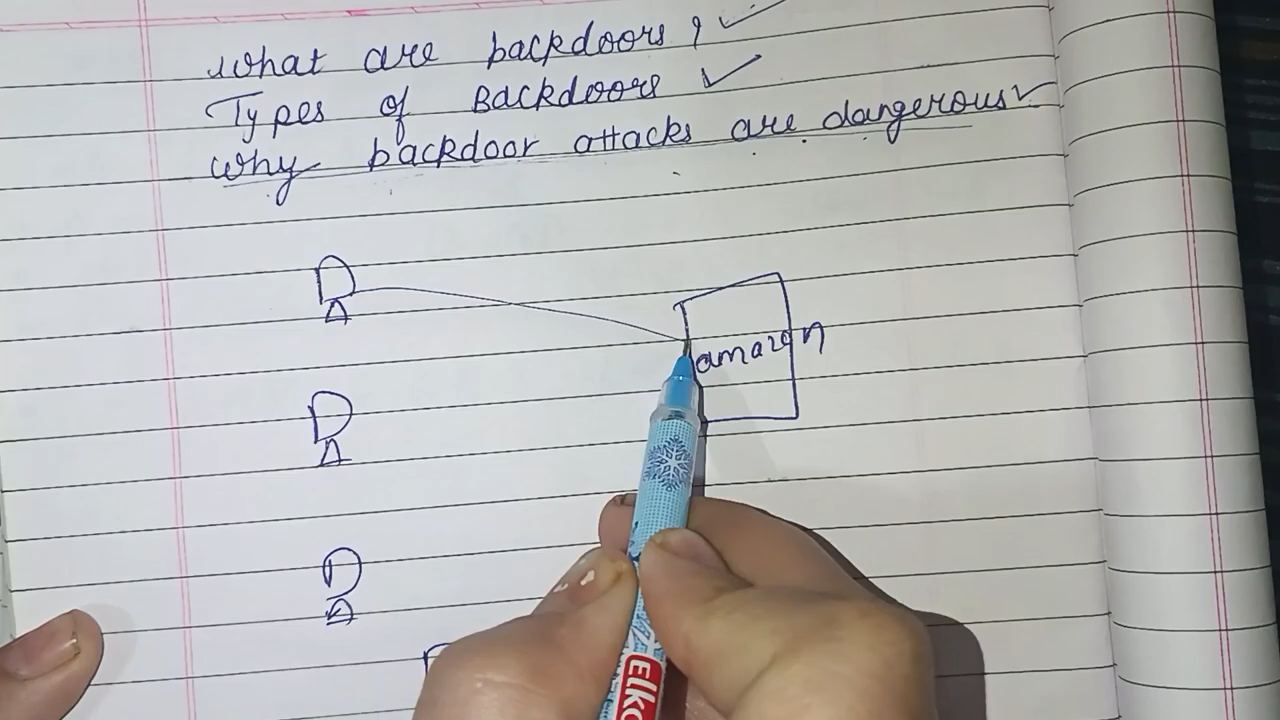 what are backdoors ?
Types of Backdoors
why backdoor attacks are dangerous
amazon
Elko